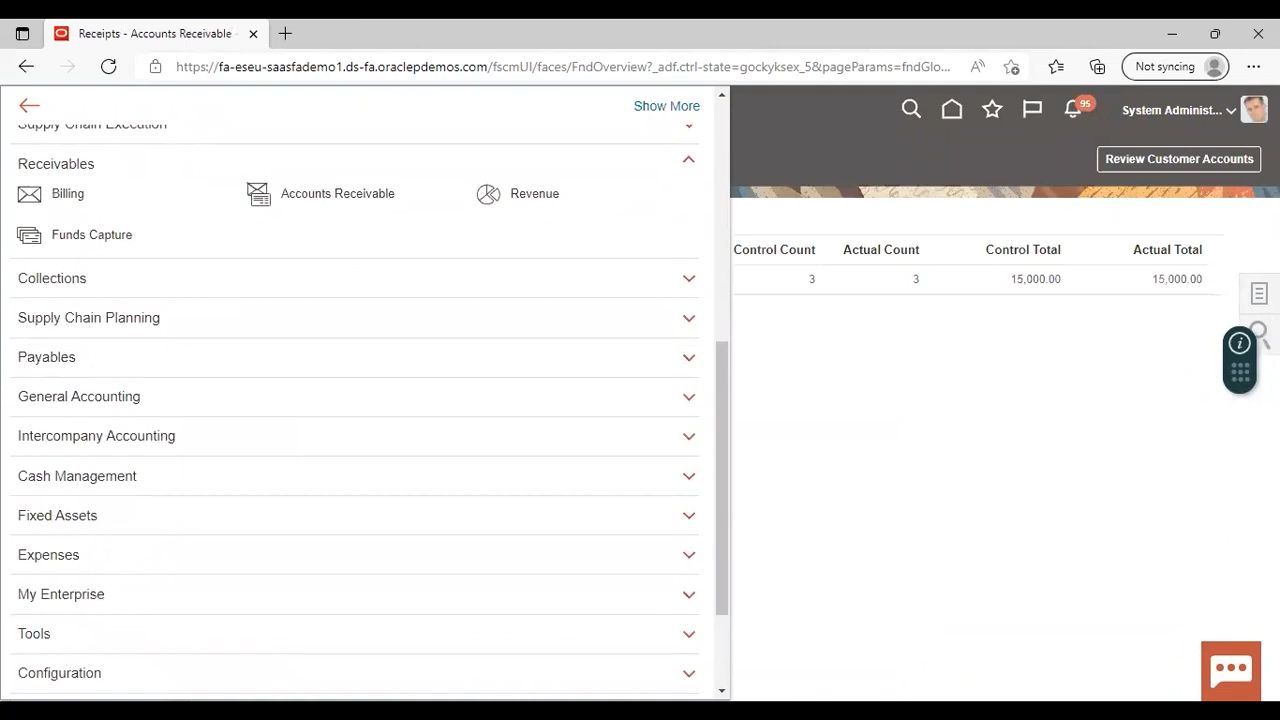 Receipts - Accounts Receivable
https://fa-eseu-saasfademo1.ds-fa.oraclepdemos.com/fscmUI/faces/FndOverview?_adf.ctrl-state=gockyksex_5&pageParams=fndGlo...
Not syncing
Show More
95
System Administ...
Review Customer Accounts
Supply Chain Execution
Receivables
Billing
Accounts Receivable
Revenue
Funds Capture
Collections
Supply Chain Planning
Payables
General Accounting
Intercompany Accounting
Cash Management
Fixed Assets
Expenses
My Enterprise
Tools
Configuration
Control Count Actual Count Control Total Actual Total
3 3 15,000.00 15,000.00